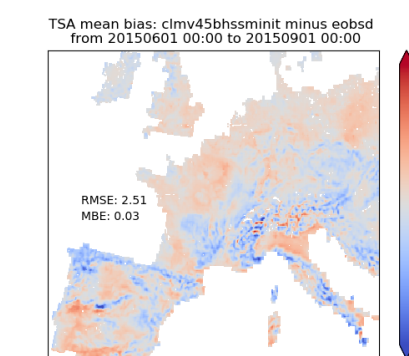 TSA mean bias: clmv45bhssminit minus eobsd
from 20150601 00:00 to 20150901 00:00
RMSE: 2.51
MBE: 0.03